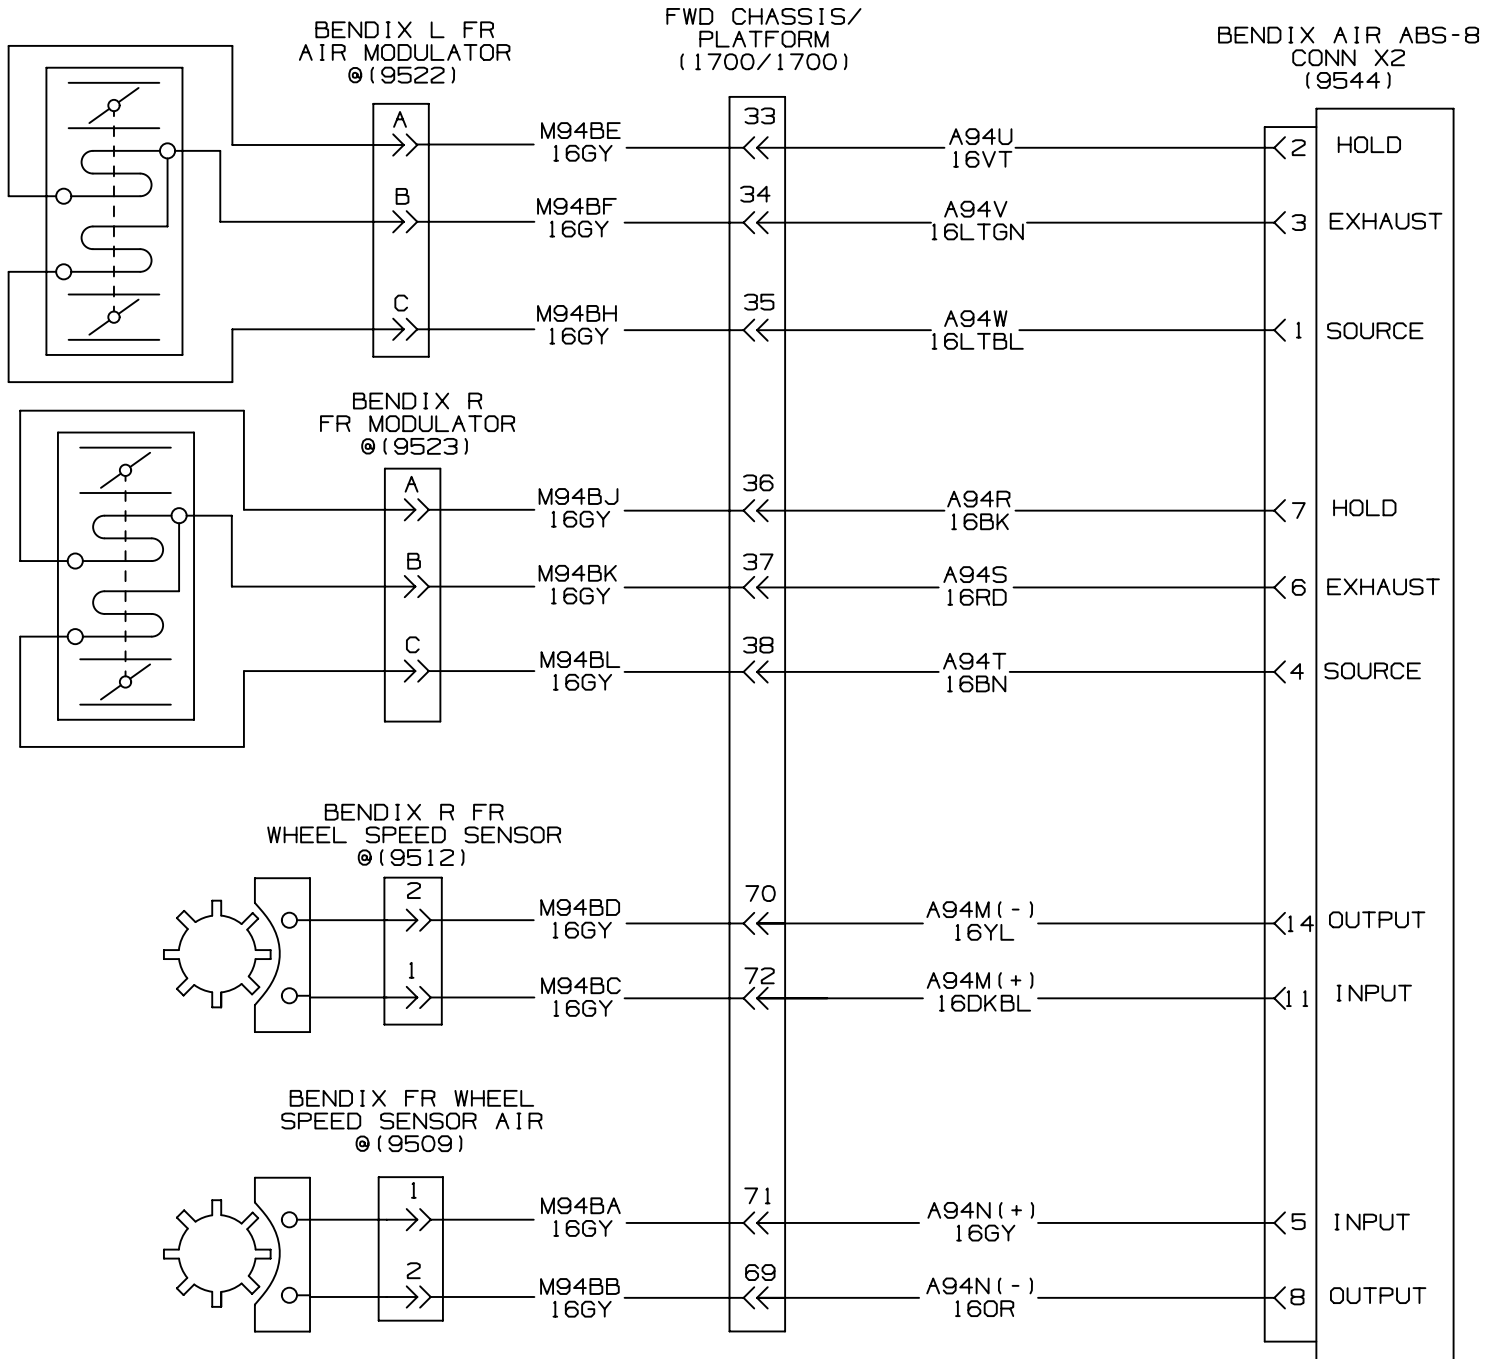 BENDIX L FR
AIR MODULATOR
@(9522)
FWD CHASSIS/
PLATFORM
(1700/1700)
BENDIX AIR ABS-8
CONN X2
(9544)
A
M94BE
16GY
33
A94U
16VT
2
HOLD
B
M94BF
16GY
34
A94V
16LTGN
3
EXHAUST
C
M94BH
16GY
35
A94W
16LTBL
1
SOURCE
BENDIX R
FR MODULATOR
@(9523)
A
M94BJ
16GY
36
A94R
16BK
7
HOLD
B
M94BK
16GY
37
A94S
16RD
6
EXHAUST
C
M94BL
16GY
38
A94T
16BN
4
SOURCE
BENDIX R FR
WHEEL SPEED SENSOR
@(9512)
2
M94BD
16GY
70
A94M(-)
16YL
14
OUTPUT
1
M94BC
16GY
72
A94M(+)
16DKBL
11
INPUT
BENDIX FR WHEEL
SPEED SENSOR AIR
@(9509)
1
M94BA
16GY
71
A94N(+)
16GY
5
INPUT
2
M94BB
16GY
69
A94N(-)
16OR
8
OUTPUT